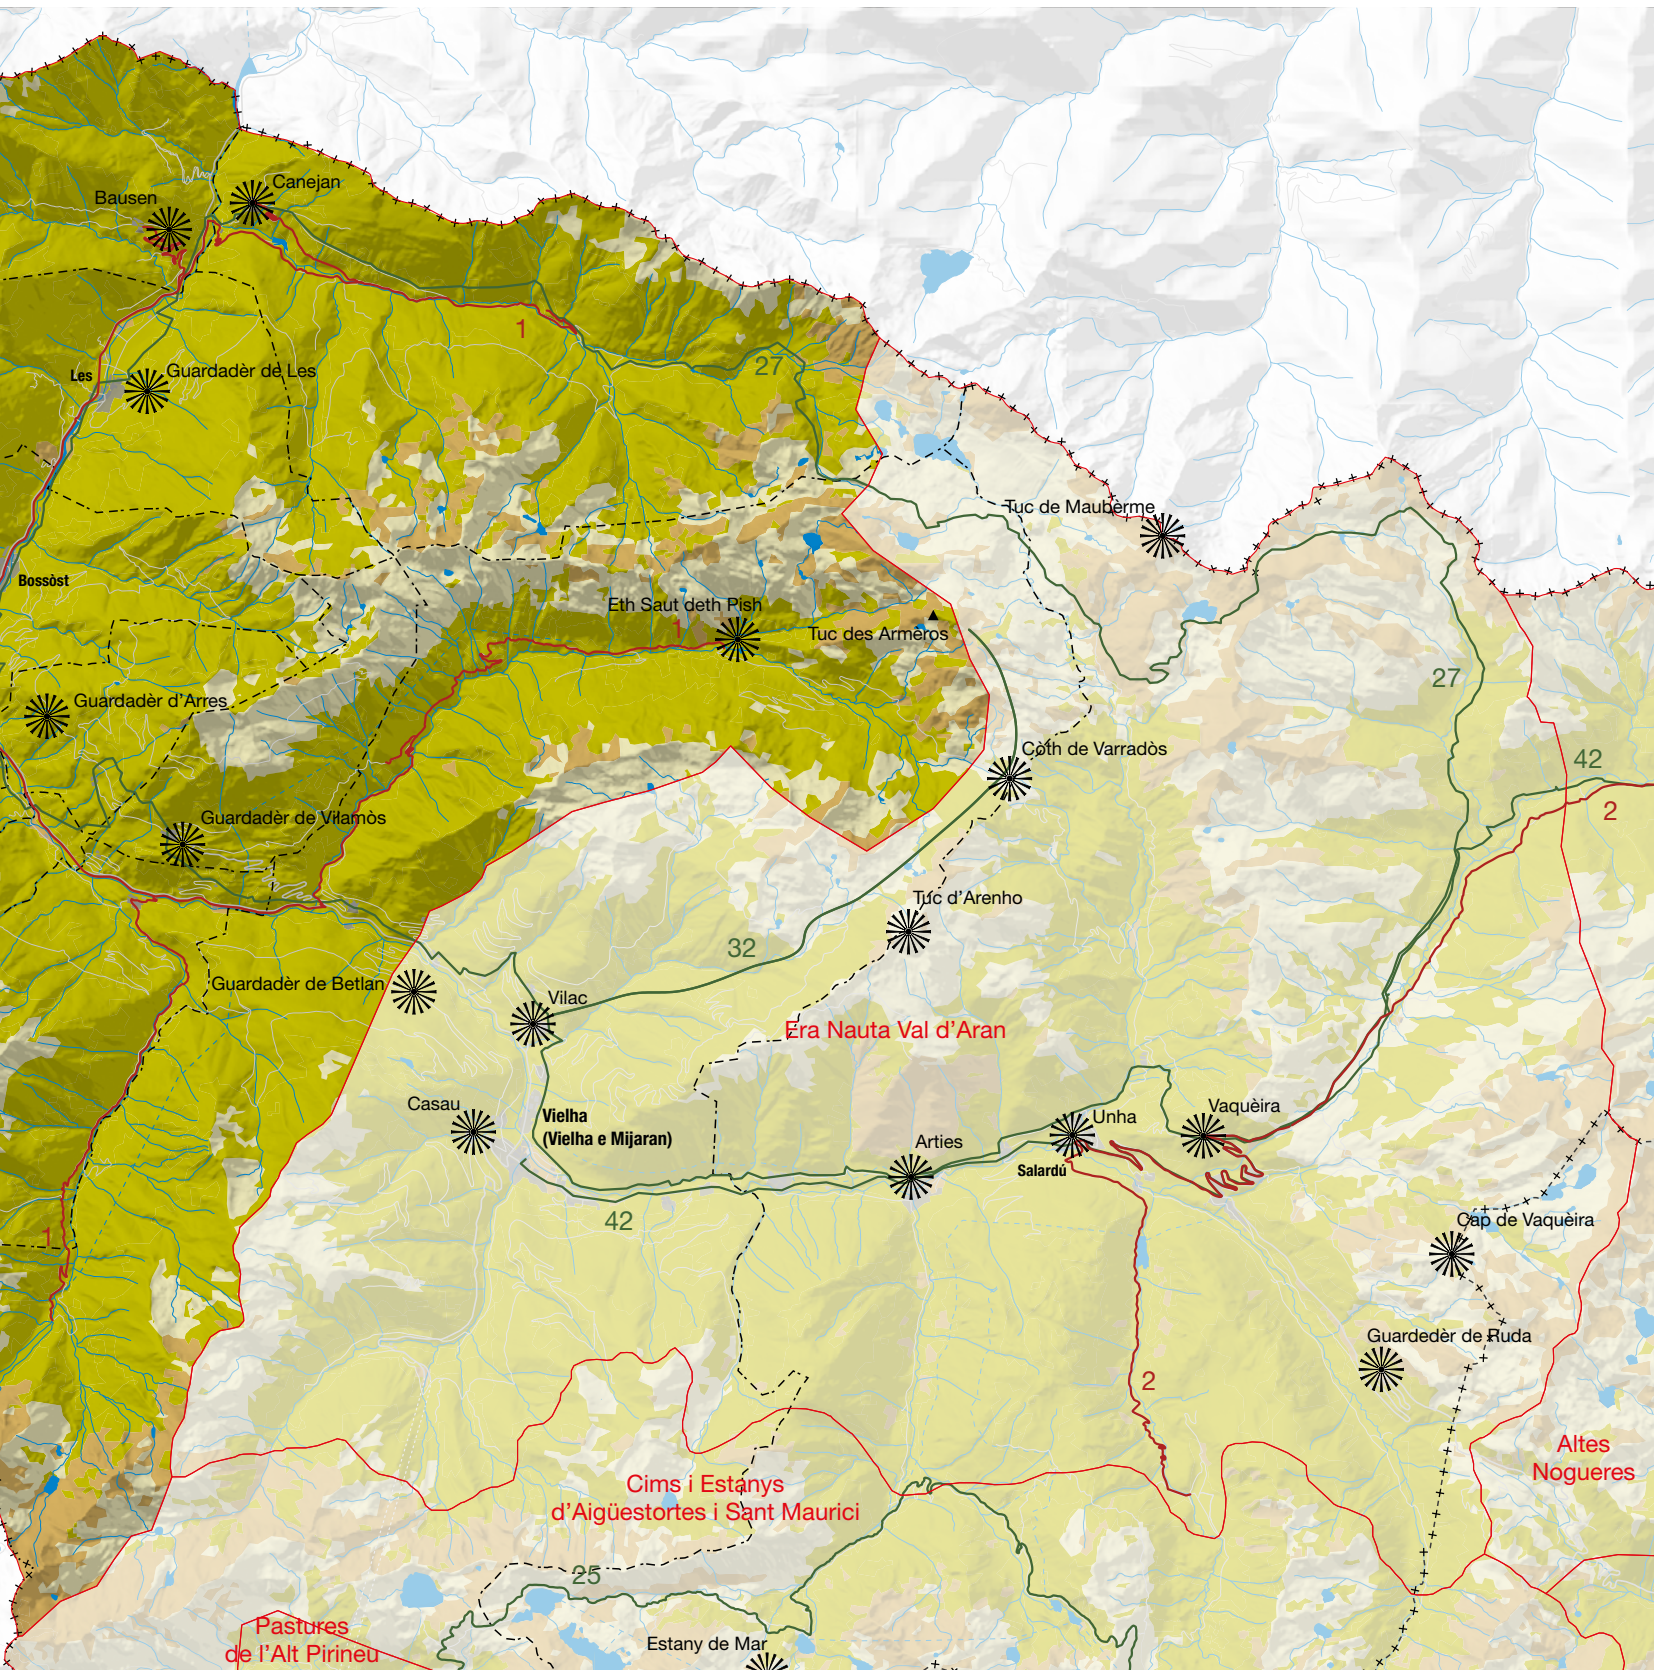 Canejan
Bausen
1
27
Guardadèr de Les
Les
Tuc de Mauberme
Bossòst
Eth Saut deth Pish
1
Tuc des Armèros
27
Guardadèr d'Arres
Còth de Varradòs
42
2
Guardadèr de Vilamòs
Tuc d'Arenho
32
Guardadèr de Betlan
Vilac
Era Nauta Val d'Aran
Casau
Vielha
(Vielha e Mijaran)
Unha
Vaquèira
Arties
Salardú
42
1
Cap de Vaquèira
Guardedèr de Ruda
2
Altes
Nogueres
Cims i Estanys
d'Aigüestortes i Sant Maurici
25
Pastures
de l'Alt Pirineu
Estany de Mar